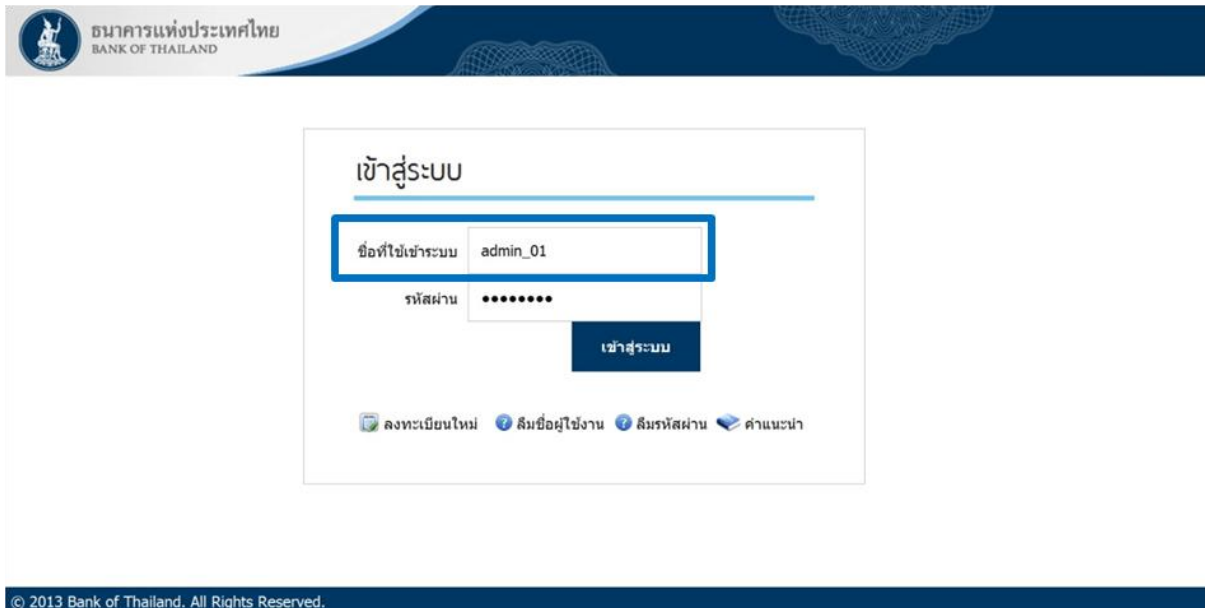 ธนาคารแห่งประเทศไทย
BANK OF THAILAND
เข้าสู่ระบบ
ชื่อที่ใช้เข้าระบบ admin_01
รหัสผ่าน ••••••••
เข้าสู่ระบบ
ลงทะเบียนใหม่ ลืมชื่อผู้ใช้งาน ลืมรหัสผ่าน คำแนะนำ
© 2013 Bank of Thailand. All Rights Reserved.